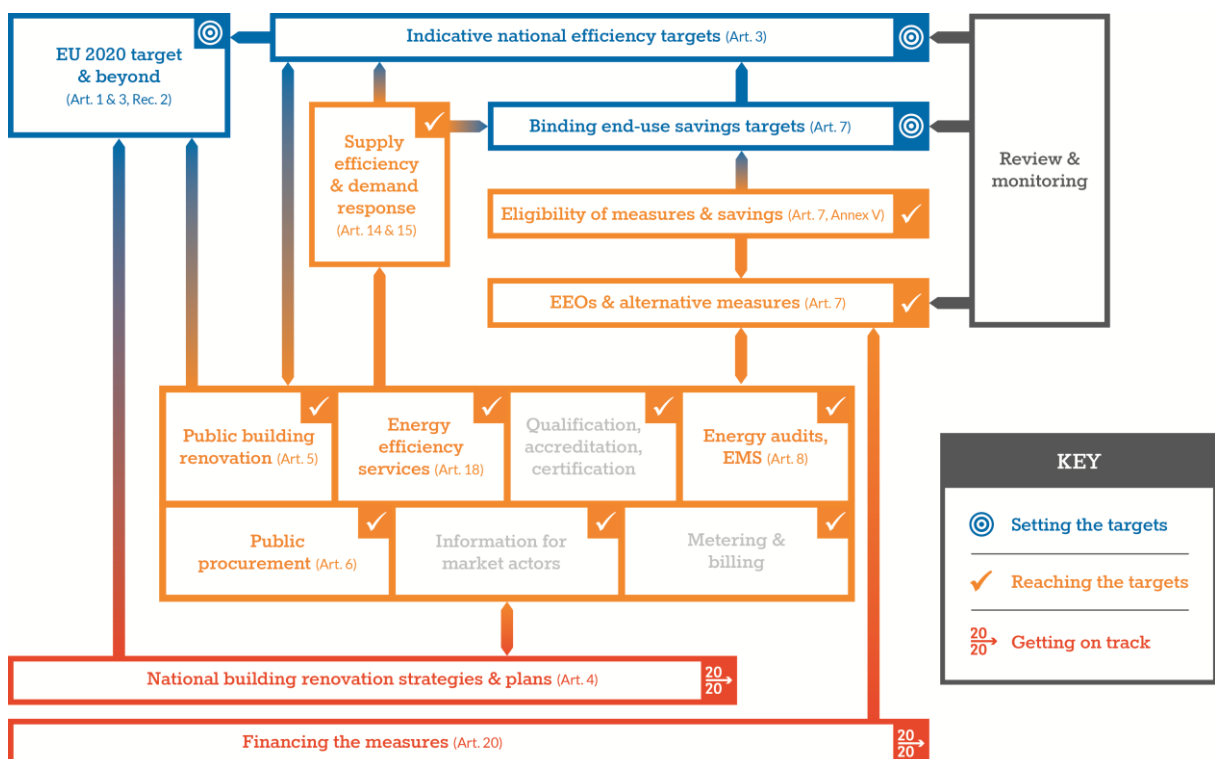 EU 2020 target
& beyond
(Art. 1 & 3, Rec. 2)
Indicative national efficiency targets (Art. 3)
Supply
efficiency
& demand
response
(Art. 14 & 15)
Binding end-use savings targets (Art. 7)
Eligibility of measures & savings (Art. 7, Annex V)
EEOs & alternative measures (Art. 7)
Review &
monitoring
Public building
renovation (Art. 5)
Energy
efficiency
services (Art. 18)
Qualification,
accreditation,
certification
Energy audits,
EMS (Art. 8)
Public
procurement (Art. 6)
Information for
market actors
Metering &
billing
National building renovation strategies & plans (Art. 4)
20
20
Financing the measures (Art. 20)
20
20
KEY
Setting the targets
Reaching the targets
20
20
Getting on track